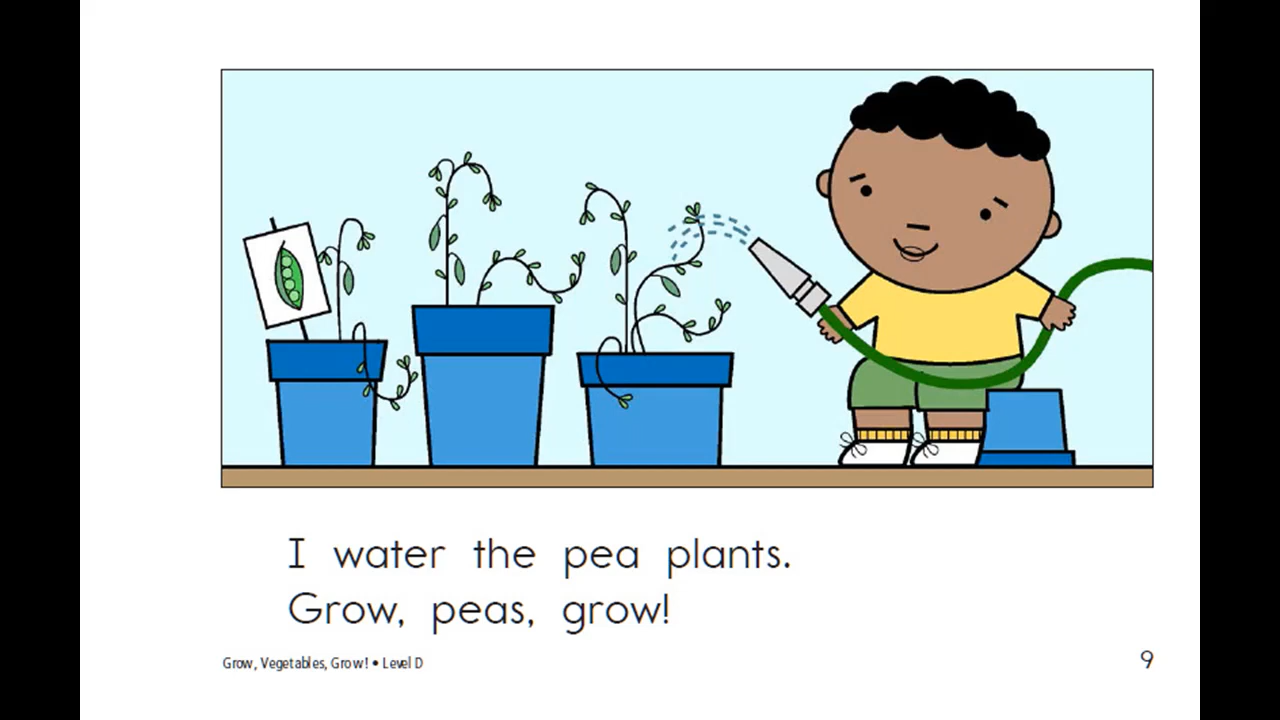 I water the pea plants.
Grow, peas, grow!
Grow, Vegetables, Grow! • Level D
9